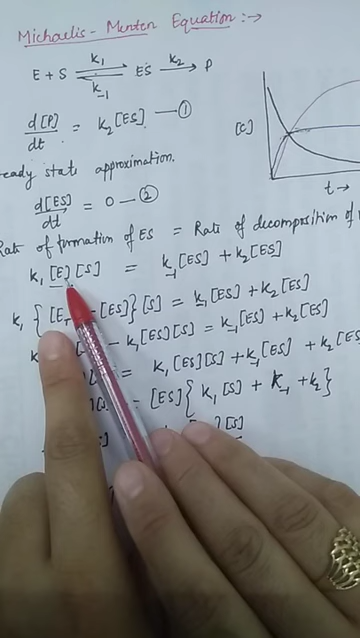 Michaelis - Menten Equation :→
E + S ⇌ ES → P
k₁ k₋₁ k₂
d[P]/dt = k₂[ES] — ①
[C]
t →
steady state approximation.
d[ES]/dt = 0 — ②
Rate of formation of ES = Rate of decomposition of
k₁ [E][S] = k₋₁[ES] + k₂[ES]
k₁ { - [ES]} [S] = k₋₁[ES] + k₂[ES]
- k₁[ES][S] = k₋₁[ES] + k₂[ES]
= k₁[ES][S] + k₋₁[ES] + k₂[ES
[ES] { k₁[S] + k₋₁ + k₂}
[S]